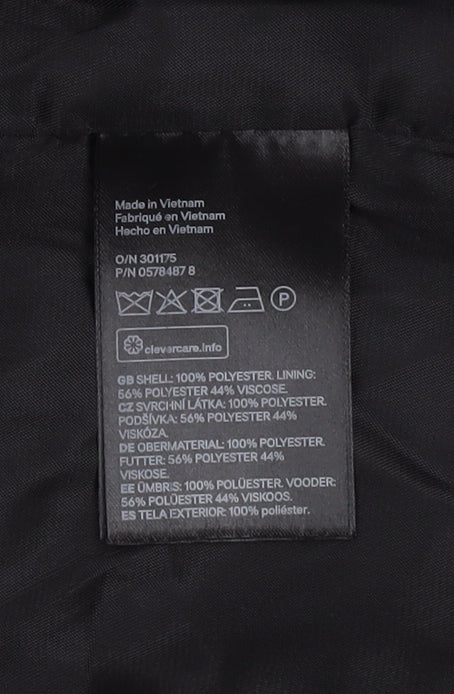 Made in Vietnam
Fabriqué en Vietnam
Hecho en Vietnam
O/N 301175
P/N 0578487 8
P
clevercare.info
GB SHELL: 100% POLYESTER. LINING:
56% POLYESTER 44% VISCOSE.
CZ SVRCHNÍ LÁTKA: 100% POLYESTER.
PODŠÍVKA: 56% POLYESTER 44%
VISKÓZA.
DE OBERMATERIAL: 100% POLYESTER.
FUTTER: 56% POLYESTER 44%
VISKOSE.
EE ÜMBRIS: 100% POLÜESTER. VOODER:
56% POLÜESTER 44% VISKOOS.
ES TELA EXTERIOR: 100% poliéster.